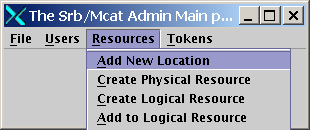 The Srb/Mcat Admin Main p...
File Users Resources Tokens
Add New Location
Create Physical Resource
Create Logical Resource
Add to Logical Resource